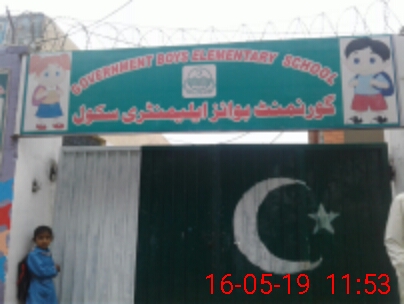 GOVERNMENT BOYS ELEMENTARY SCHOOL
گورنمنٹ بوائز ایلیمنٹری سکول
16-05-19 11:53